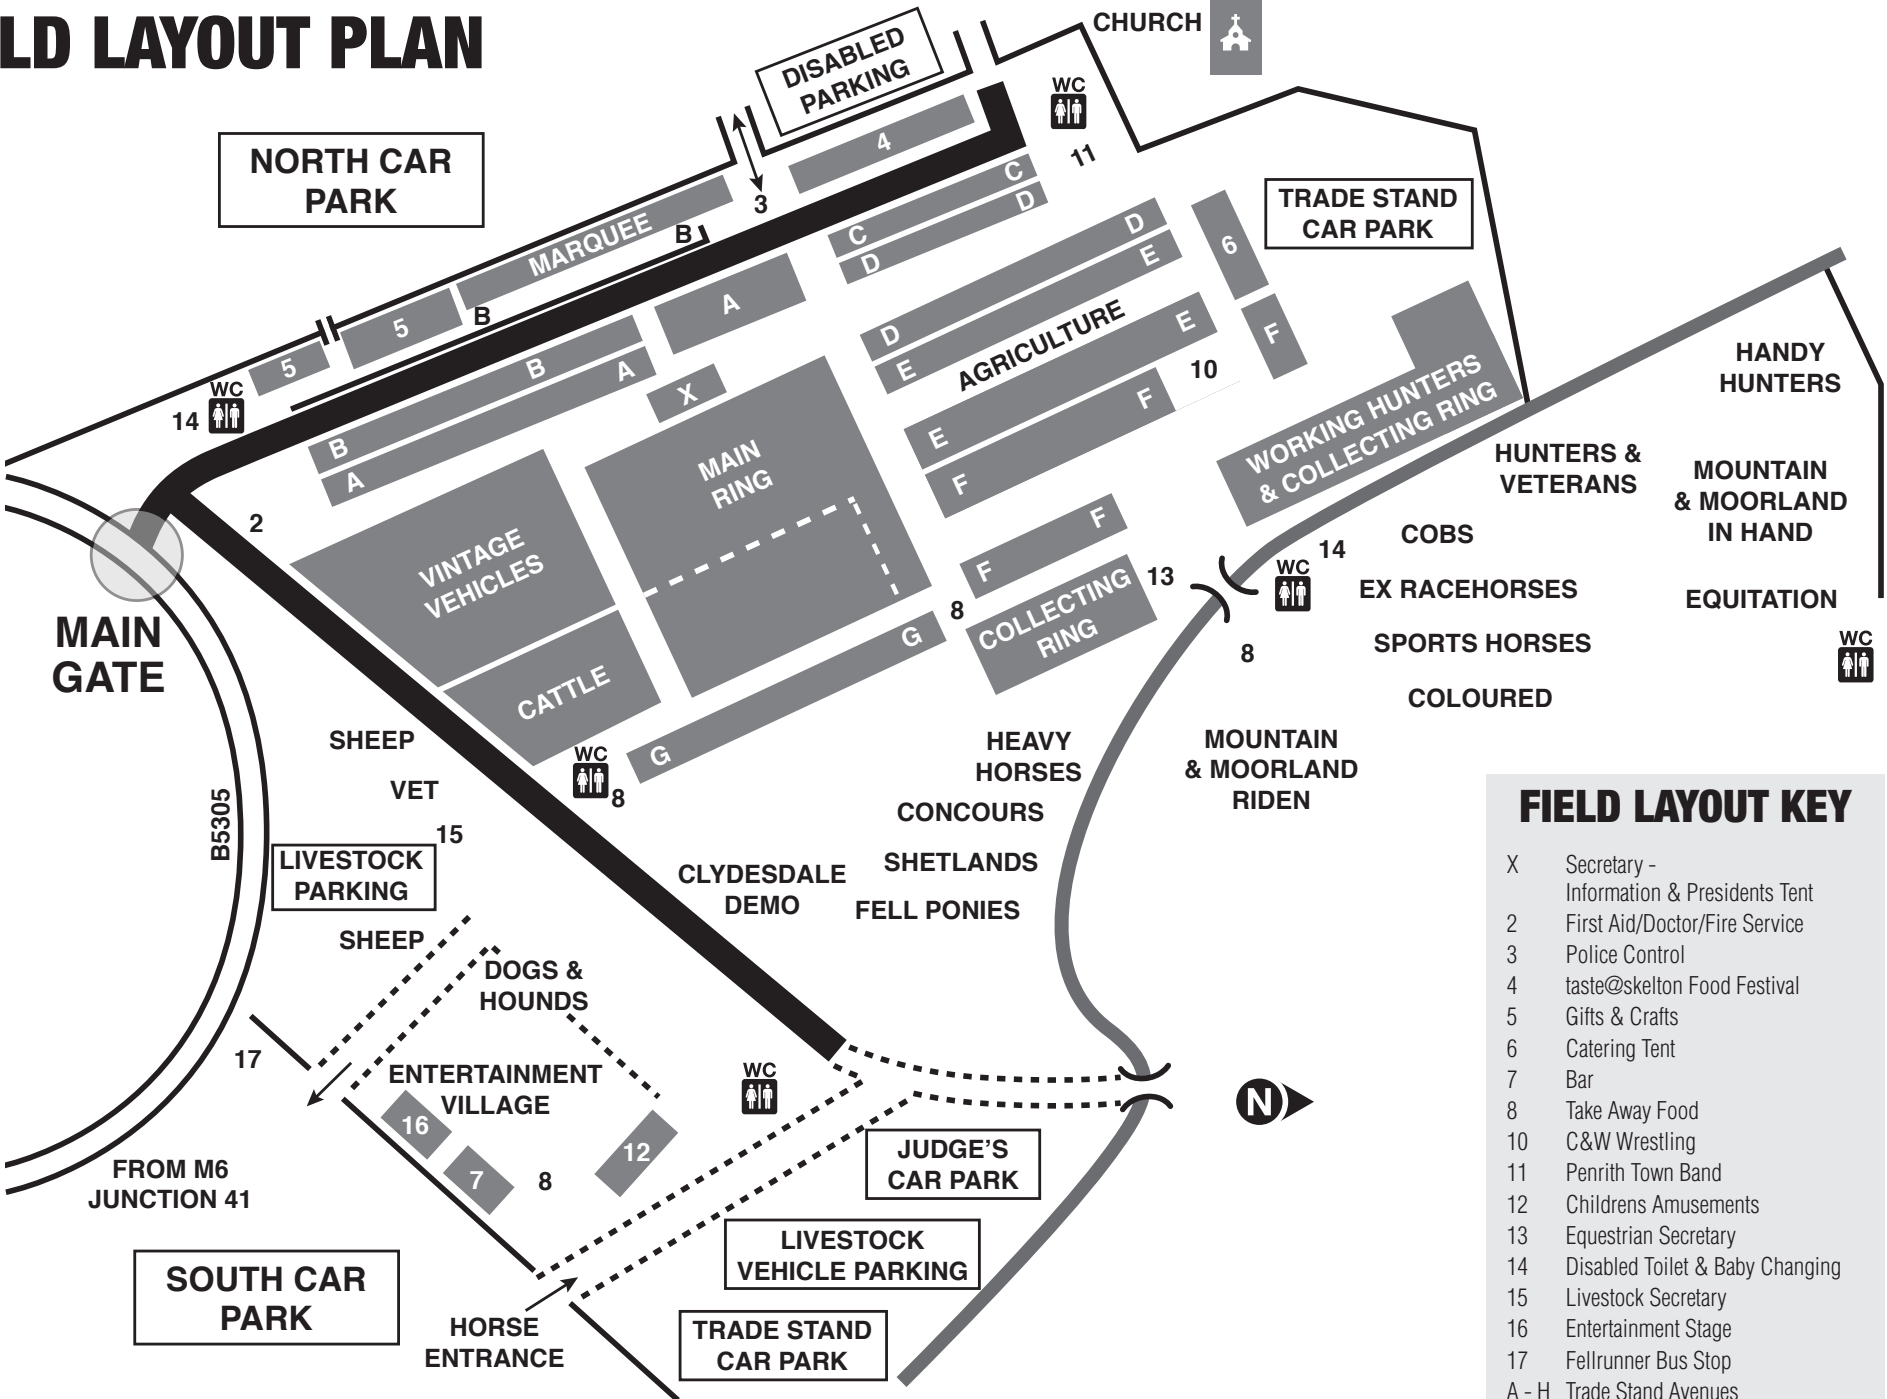 LD LAYOUT PLAN
CHURCH
DISABLED
PARKING
WC
NORTH CAR
PARK
4
11
C
D
3
MARQUEE
B
TRADE STAND
CAR PARK
C
D
D
E
6
A
5
B
5
D
E
AGRICULTURE
E
F
B
A
X
10
F
WC
14
B
A
E
F
HANDY
HUNTERS
MAIN
RING
WORKING HUNTERS
& COLLECTING RING
HUNTERS &
VETERANS
MOUNTAIN
& MOORLAND
IN HAND
2
VINTAGE
VEHICLES
F
F
COBS
14
WC
EX RACEHORSES
EQUITATION
MAIN
GATE
8
COLLECTING
RING
13
G
8
SPORTS HORSES
WC
CATTLE
COLOURED
SHEEP
WC
8
G
HEAVY
HORSES
MOUNTAIN
& MOORLAND
RIDEN
VET
15
CONCOURS
B5305
LIVESTOCK
PARKING
SHETLANDS
CLYDESDALE
DEMO
FELL PONIES
SHEEP
DOGS &
HOUNDS
17
ENTERTAINMENT
VILLAGE
WC
N
16
7
8
12
JUDGE'S
CAR PARK
FROM M6
JUNCTION 41
LIVESTOCK
VEHICLE PARKING
SOUTH CAR
PARK
HORSE
ENTRANCE
TRADE STAND
CAR PARK
FIELD LAYOUT KEY
X Secretary -
Information & Presidents Tent
2 First Aid/Doctor/Fire Service
3 Police Control
4 taste@skelton Food Festival
5 Gifts & Crafts
6 Catering Tent
7 Bar
8 Take Away Food
10 C&W Wrestling
11 Penrith Town Band
12 Childrens Amusements
13 Equestrian Secretary
14 Disabled Toilet & Baby Changing
15 Livestock Secretary
16 Entertainment Stage
17 Fellrunner Bus Stop
A - H Trade Stand Avenues